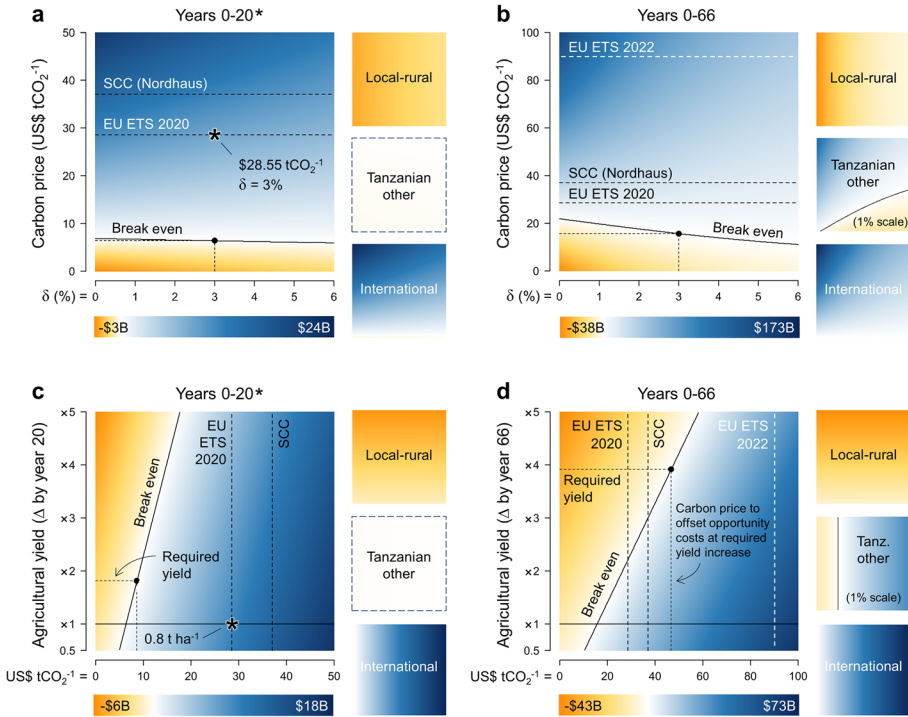 a
Years 0-20*
Carbon price (US$ tCO₂⁻¹)
50
40
30
20
10
0
SCC (Nordhaus)
EU ETS 2020
*
$28.55 tCO₂⁻¹
δ = 3%
Break even
δ (%) =
0 1 2 3 4 5 6
-$3B $24B
Local-rural
Tanzanian
other
International
b
Years 0-66
Carbon price (US$ tCO₂⁻¹)
100
80
60
40
20
0
EU ETS 2022
SCC (Nordhaus)
EU ETS 2020
Break even
δ (%) =
0 1 2 3 4 5 6
-$38B $173B
Local-rural
Tanzanian
other
(1% scale)
International
c
Years 0-20*
Agricultural yield (Δ by year 20)
×5
×4
×3
×2
×1
0.5
EU
ETS
2020
SCC
Break even
Required
yield
0.8 t ha⁻¹
*
US$ tCO₂⁻¹ =
0 10 20 30 40 50
-$6B $18B
Local-rural
Tanzanian
other
International
d
Years 0-66
Agricultural yield (Δ by year 66)
×5
×4
×3
×2
×1
0.5
EU ETS
2020
SCC
EU ETS
2022
Required
yield
Carbon price to
offset opportunity
costs at required
yield increase
Break even
US$ tCO₂⁻¹ =
0 20 40 60 80 100
-$43B $73B
Local-rural
Tanz.
other
(1% scale)
International